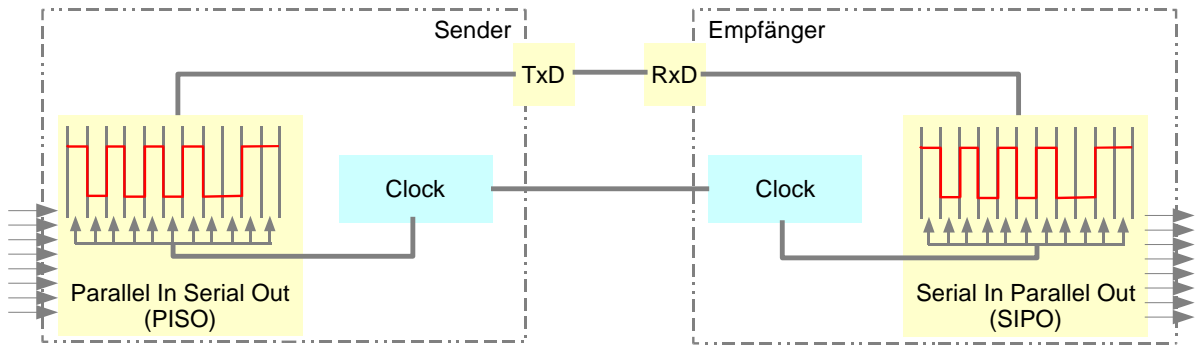 Sender
Empfänger
TxD
RxD
Clock
Clock
Parallel In Serial Out
(PISO)
Serial In Parallel Out
(SIPO)